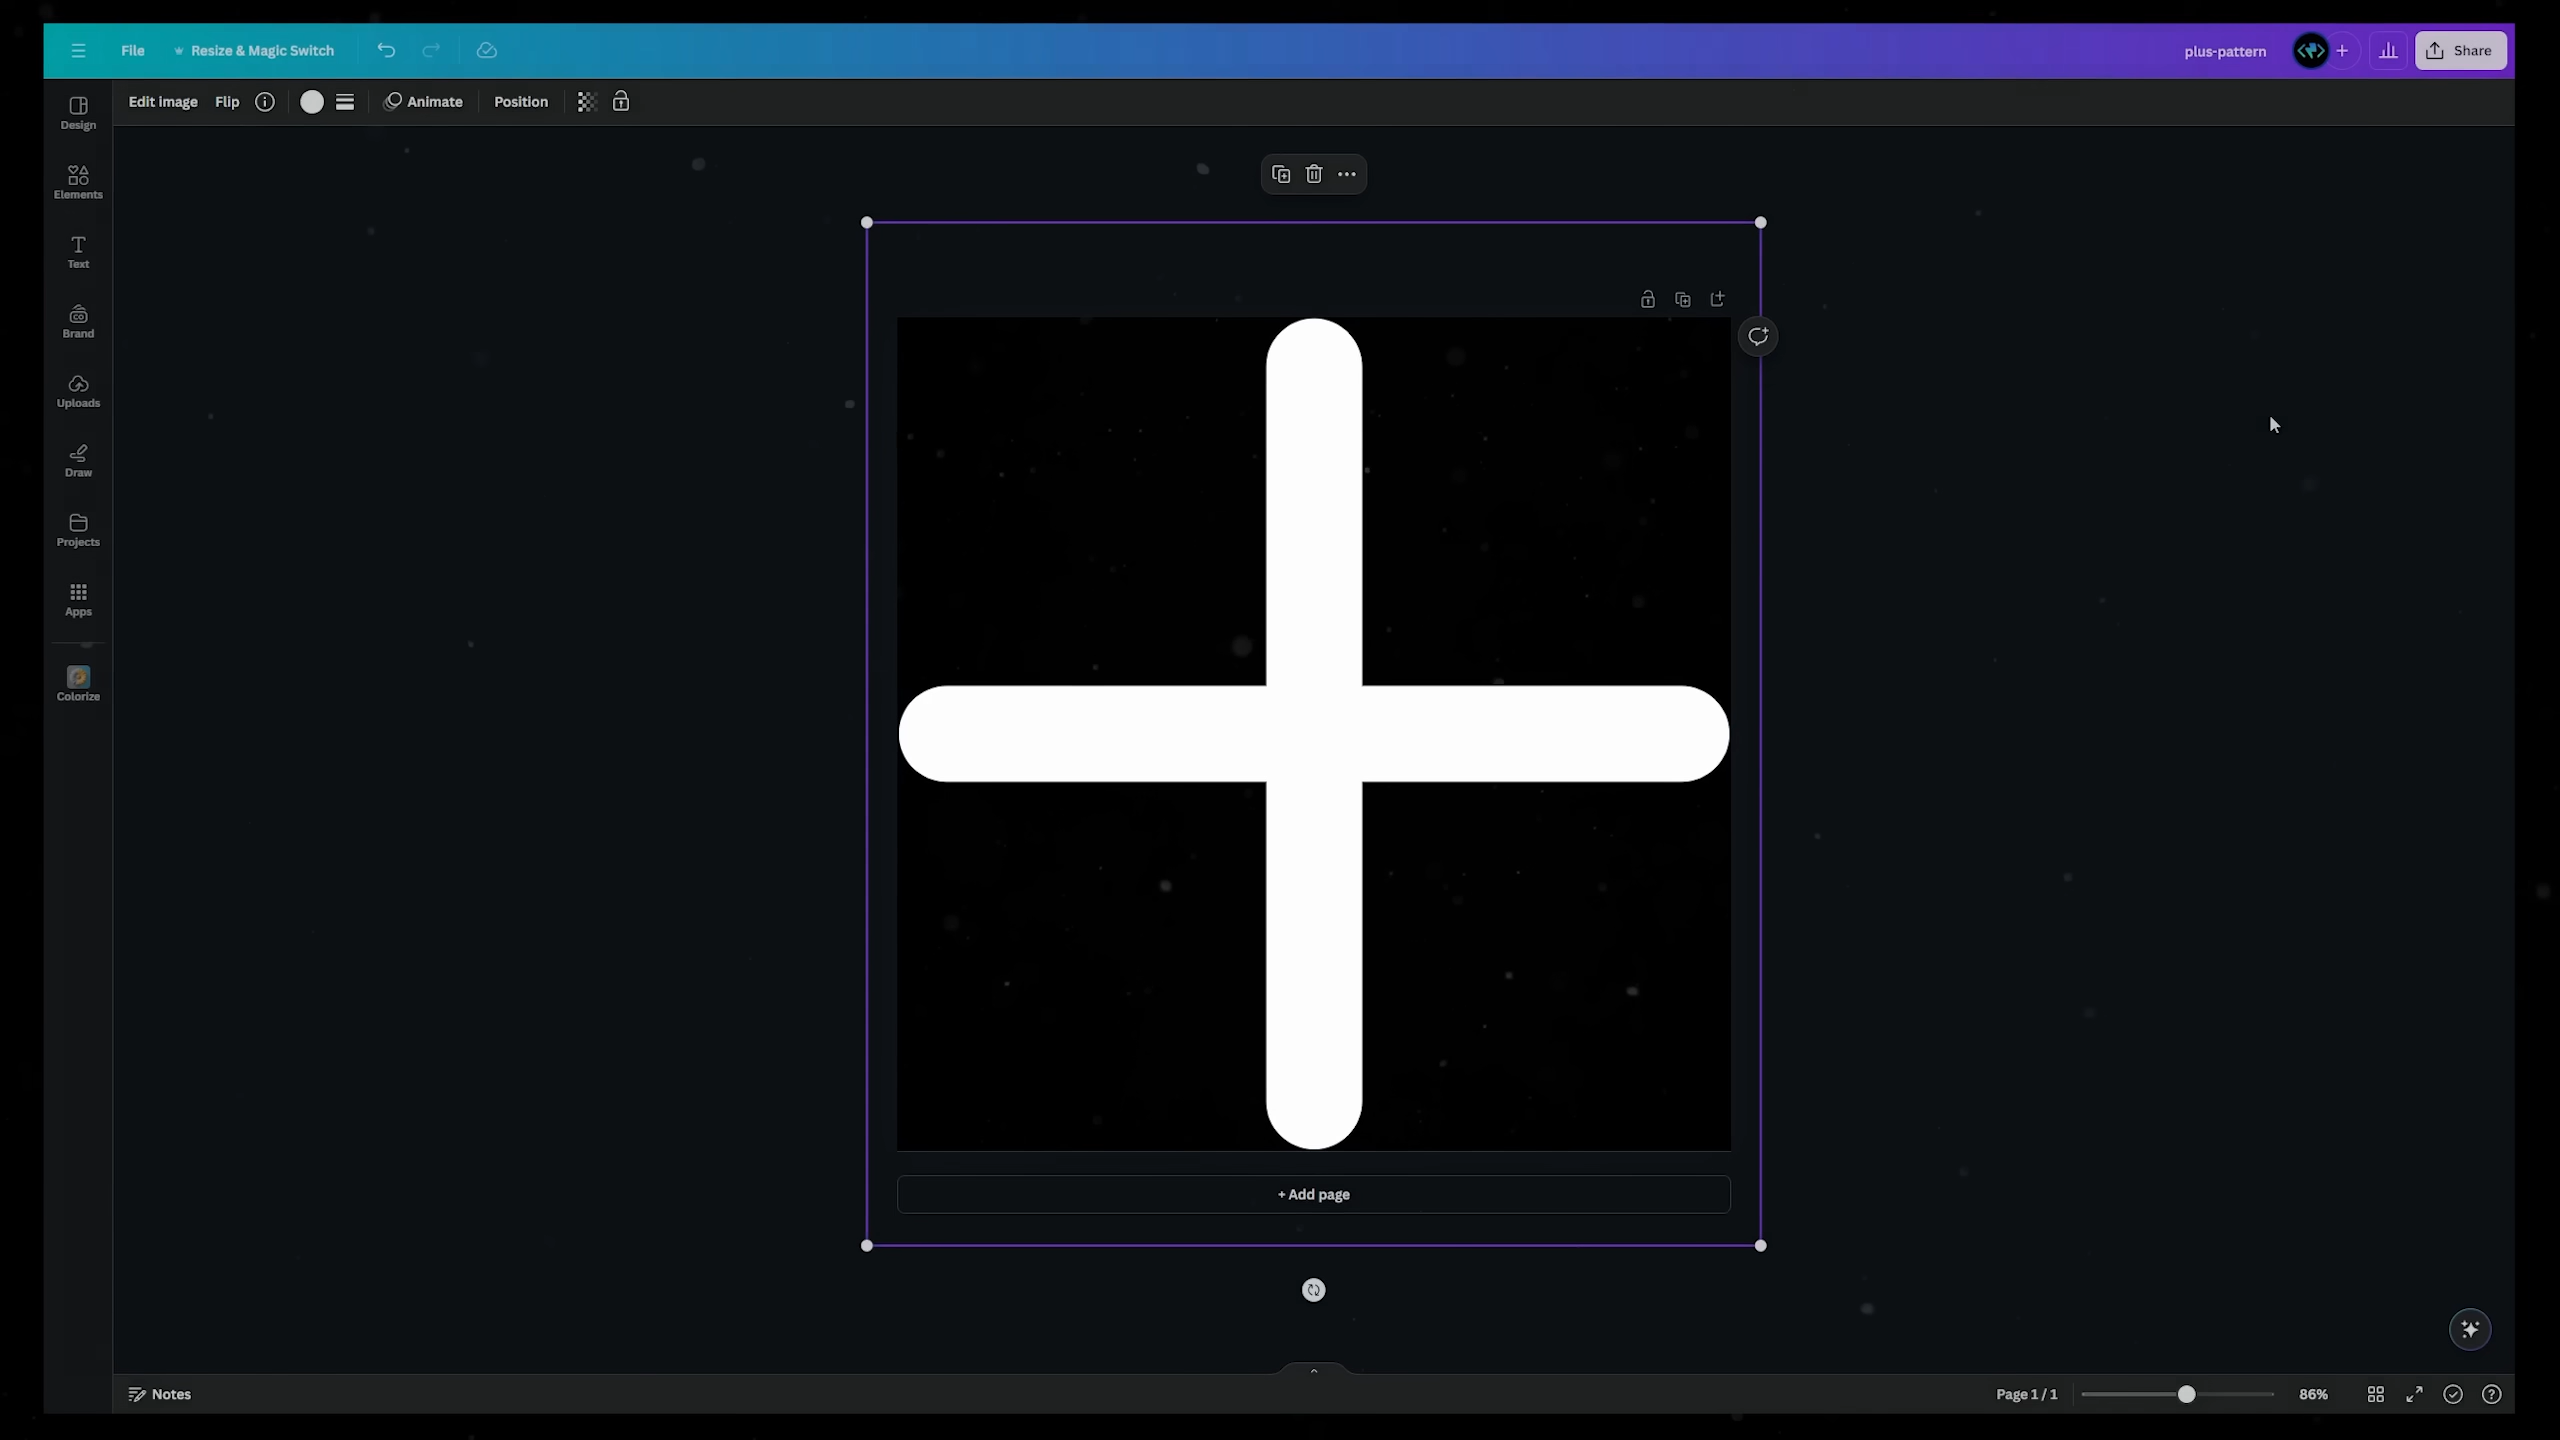 File Resize & Magic Switch plus-pattern Share
Edit image Flip Animate Position
Design
Elements
Text
Brand
Uploads
Draw
Projects
Apps
Colorize
+ Add page
Notes Page 1 / 1 86%